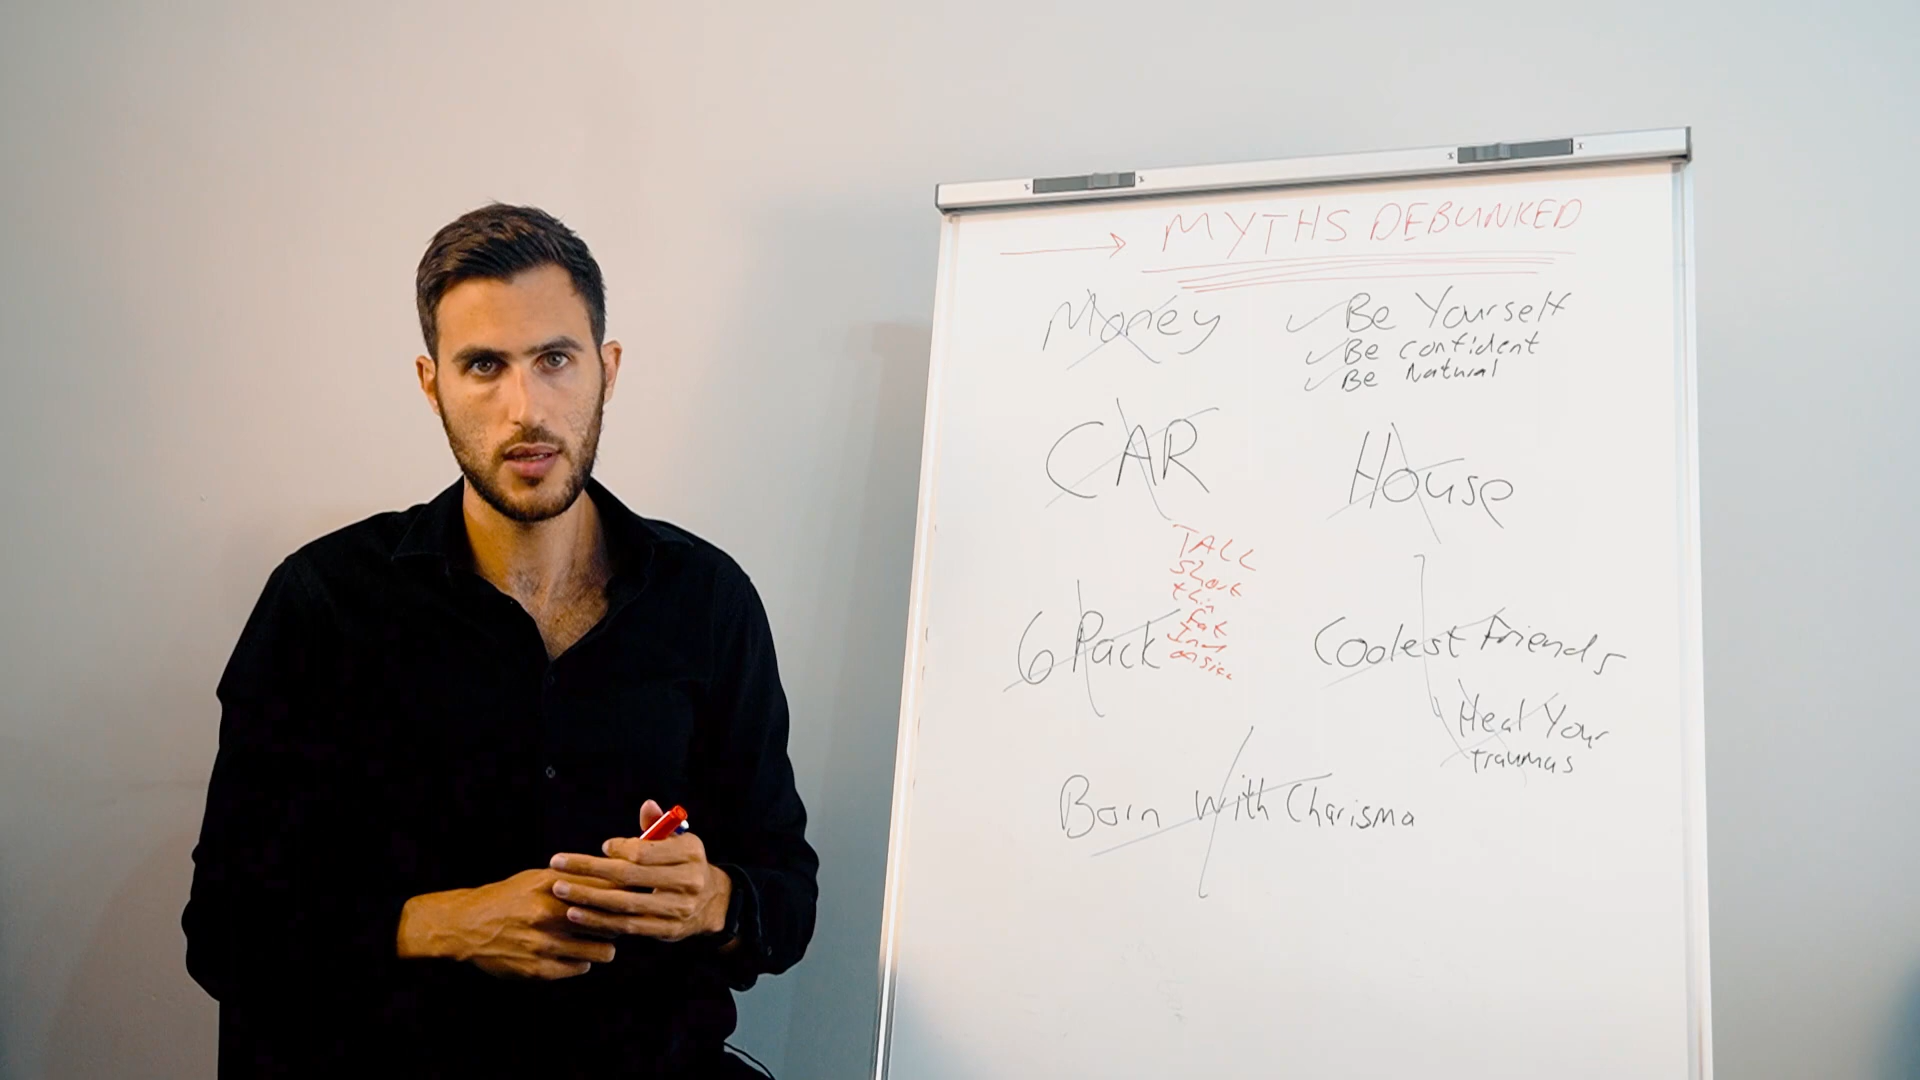 MYTHS DEBUNKED
Money
Be Yourself
Be confident
Be Natural
CAR
House
TALL
Short
thin
fat
6 Pack
Coolest Friends
Heal Your
traumas
Born With Charisma